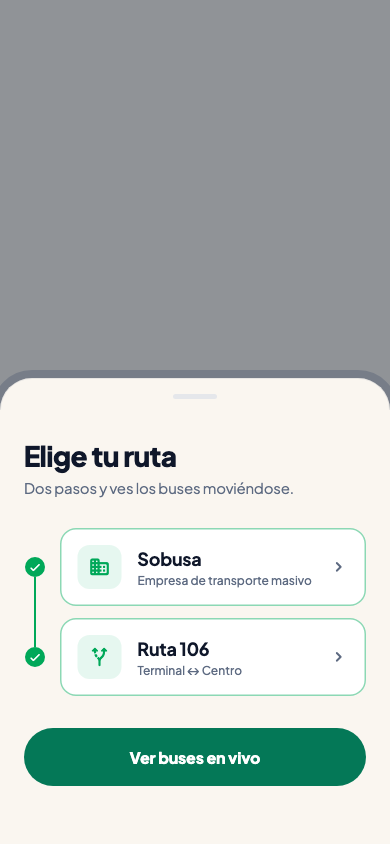 Elige tu ruta
Dos pasos y ves los buses moviéndose.
Sobusa
Empresa de transporte masivo
Ruta 106
Terminal ↔ Centro
Ver buses en vivo